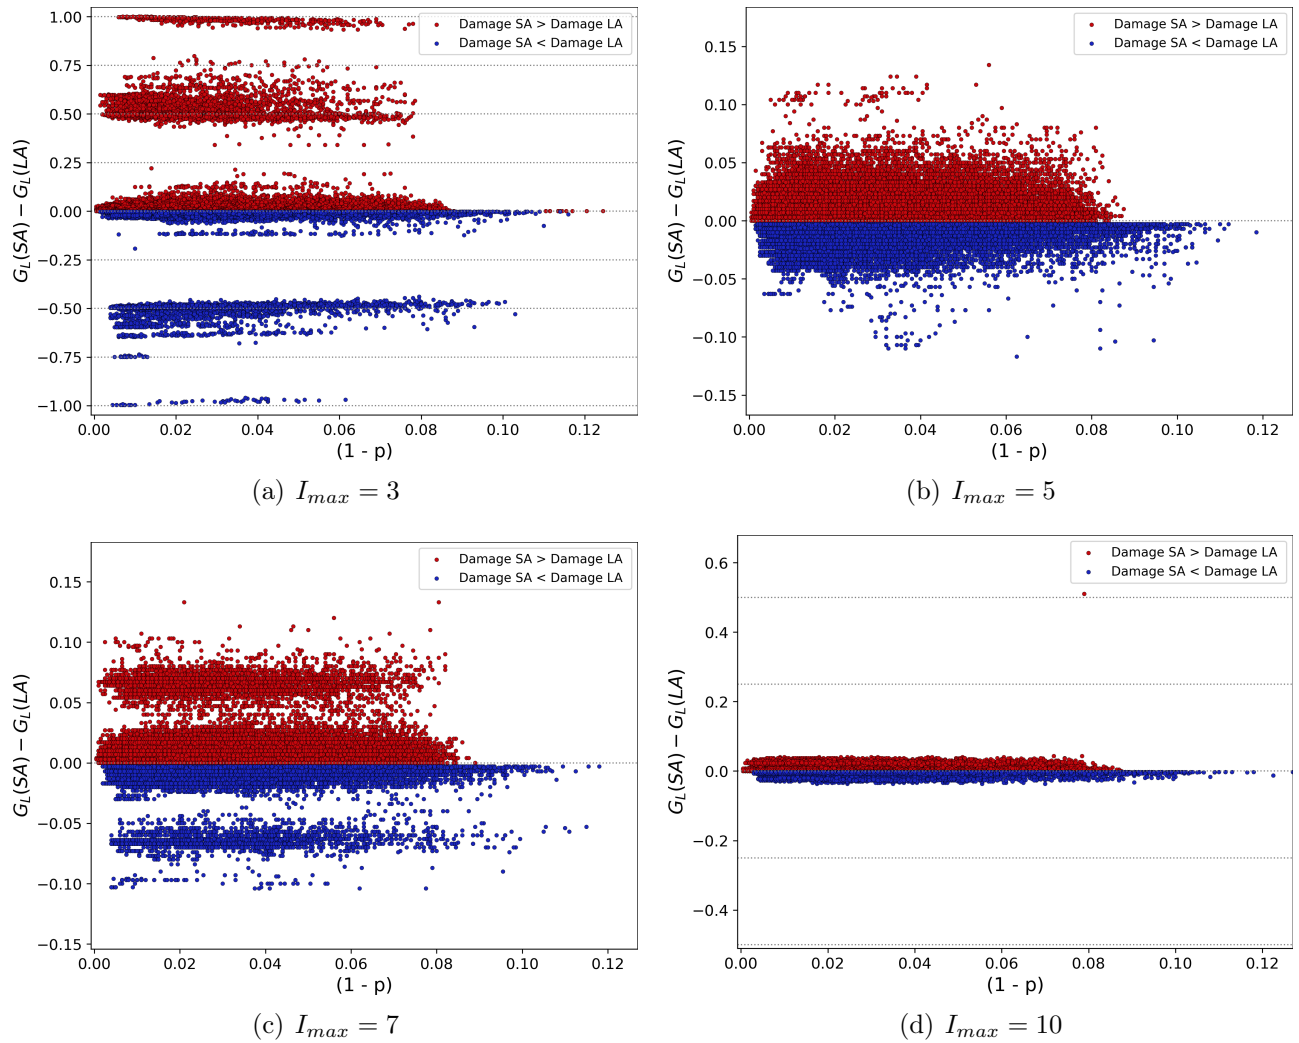 1.00
0.75
0.50
0.25
0.00
−0.25
−0.50
−0.75
−1.00
G_L(SA) − G_L(LA)
Damage SA > Damage LA
Damage SA < Damage LA
0.00 0.02 0.04 0.06 0.08 0.10 0.12
(1 - p)
(a) I_max = 3
0.15
0.10
0.05
0.00
−0.05
−0.10
−0.15
G_L(SA) − G_L(LA)
Damage SA > Damage LA
Damage SA < Damage LA
0.00 0.02 0.04 0.06 0.08 0.10 0.12
(1 - p)
(b) I_max = 5
0.15
0.10
0.05
0.00
−0.05
−0.10
−0.15
G_L(SA) − G_L(LA)
Damage SA > Damage LA
Damage SA < Damage LA
0.00 0.02 0.04 0.06 0.08 0.10 0.12
(1 - p)
(c) I_max = 7
0.6
0.4
0.2
0.0
−0.2
−0.4
G_L(SA) − G_L(LA)
Damage SA > Damage LA
Damage SA < Damage LA
0.00 0.02 0.04 0.06 0.08 0.10 0.12
(1 - p)
(d) I_max = 10